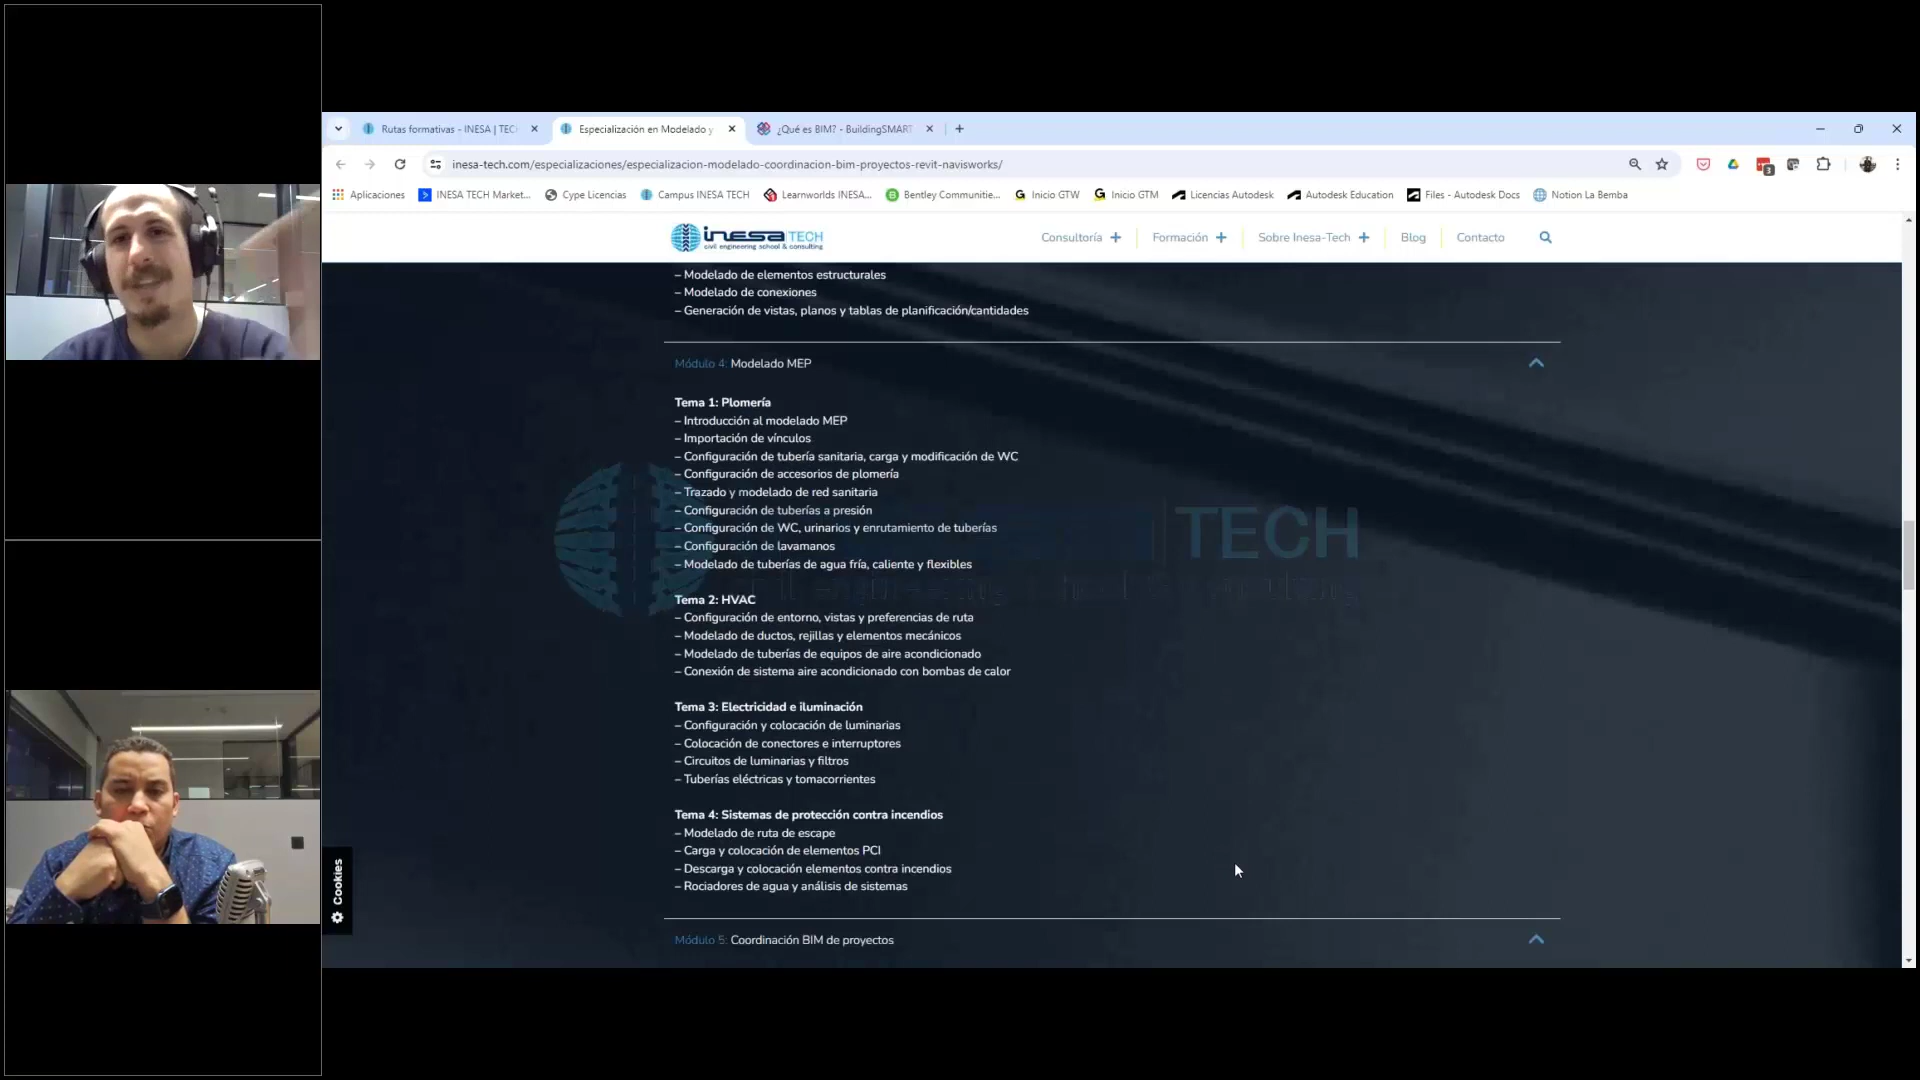 Rutas formativas - INESA | TEC
Especialización en Modelado y
¿Qué es BIM? - BuildingSMART
inesa-tech.com/especializaciones/especializacion-modelado-coordinacion-bim-proyectos-revit-navisworks/
3
Aplicaciones
INESA TECH Market...
Cype Licencias
Campus INESA TECH
Learnworlds INESA...
Bentley Communitie...
Inicio GTW
Inicio GTM
Licencias Autodesk
Autodesk Education
Files - Autodesk Docs
Notion La Bemba
inesa|TECH
civil engineering school & consulting
Consultoría +
Formación +
Sobre Inesa-Tech +
Blog
Contacto
– Modelado de elementos estructurales
– Modelado de conexiones
– Generación de vistas, planos y tablas de planificación/cantidades
Módulo 4: Modelado MEP
Tema 1: Plomería
– Introducción al modelado MEP
– Importación de vínculos
– Configuración de tubería sanitaria, carga y modificación de WC
– Configuración de accesorios de plomería
– Trazado y modelado de red sanitaria
– Configuración de tuberías a presión
– Configuración de WC, urinarios y enrutamiento de tuberías
– Configuración de lavamanos
– Modelado de tuberías de agua fría, caliente y flexibles
Tema 2: HVAC
– Configuración de entorno, vistas y preferencias de ruta
– Modelado de ductos, rejillas y elementos mecánicos
– Modelado de tuberías de equipos de aire acondicionado
– Conexión de sistema aire acondicionado con bombas de calor
Tema 3: Electricidad e iluminación
– Configuración y colocación de luminarias
– Colocación de conectores e interruptores
– Circuitos de luminarias y filtros
– Tuberías eléctricas y tomacorrientes
Tema 4: Sistemas de protección contra incendios
– Modelado de ruta de escape
– Carga y colocación de elementos PCI
– Descarga y colocación elementos contra incendios
– Rociadores de agua y análisis de sistemas
Módulo 5: Coordinación BIM de proyectos
TECH
Cookies